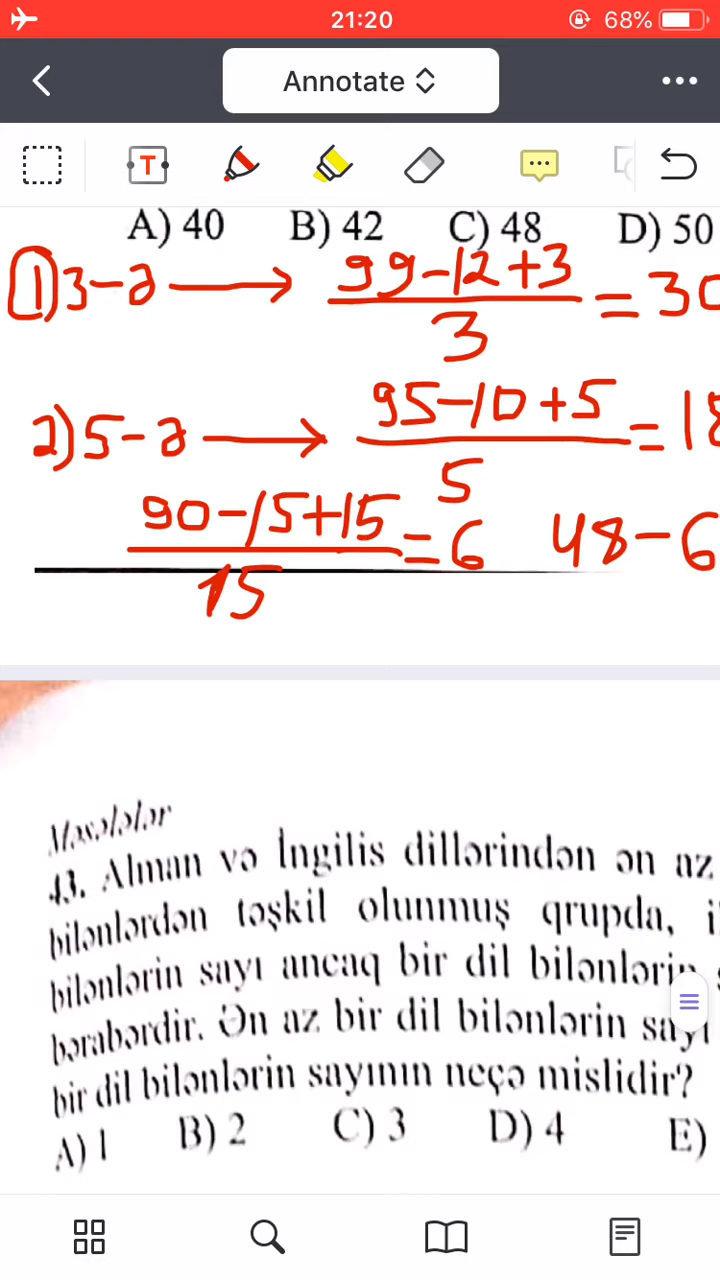 21:20
68%
Annotate
T
A) 40 B) 42 C) 48 D) 50
1) 3-ə → 99-12+3 / 3 = 30
2) 5-ə → 95-10+5 / 5 = 18
90-15+15 / 15 = 6 48-6
Məsələlər
43. Alman və İngilis dillərindən ən az
bilənlərdən təşkil olunmuş qrupda,
bilənlərin sayı ancaq bir dil bilənlərin
bərabərdir. Ən az bir dil bilənlərin sayı
bir dil bilənlərin sayının neçə mislidir?
A) 1 B) 2 C) 3 D) 4 E)